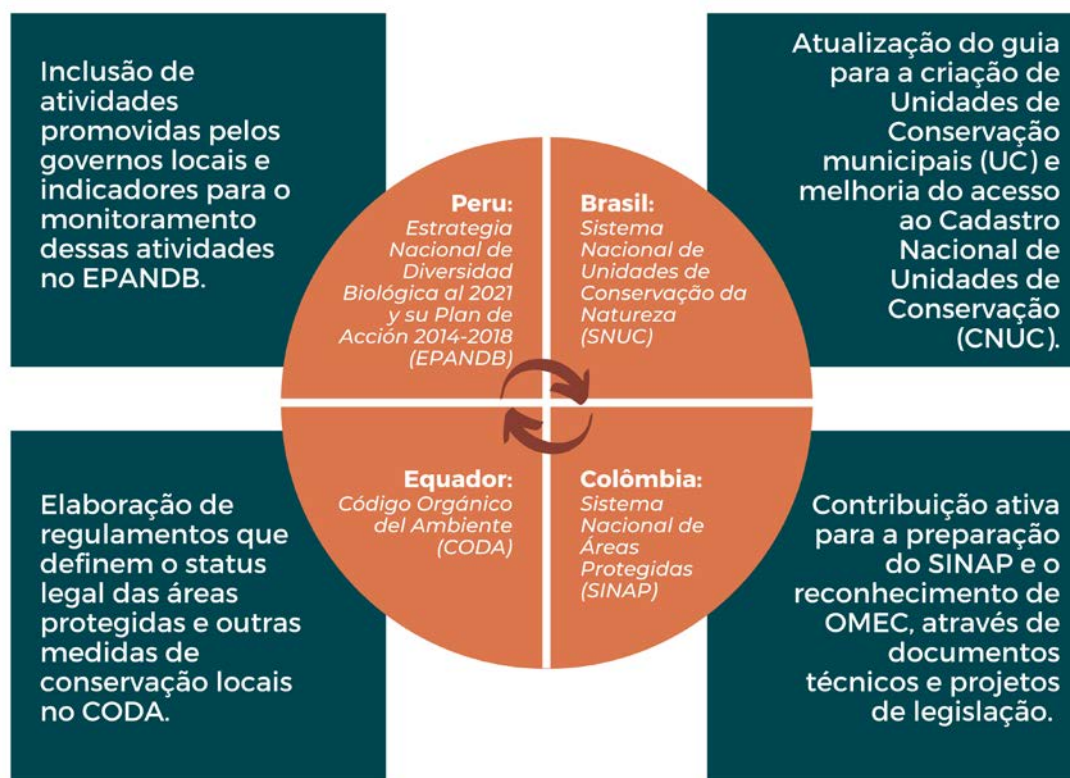 Inclusão de
atividades
promovidas pelos
governos locais e
indicadores para o
monitoramento
dessas atividades
no EPANDB.
Peru:
Estrategia
Nacional de
Diversidad
Biológica al 2021
y su Plan de
Acción 2014-2018
(EPANDB)
Brasil:
Sistema
Nacional de
Unidades de
Conservação da
Natureza
(SNUC)
Atualização do guia
para a criação de
Unidades de
Conservação
municipais (UC) e
melhoria do acesso
ao Cadastro
Nacional de
Unidades de
Conservação
(CNUC).
Elaboração de
regulamentos que
definem o status
legal das áreas
protegidas e outras
medidas de
conservação locais
no CODA.
Equador:
Código Orgánico
del Ambiente
(CODA)
Colômbia:
Sistema
Nacional de
Áreas
Protegidas
(SINAP)
Contribuição ativa
para a preparação
do SINAP e o
reconhecimento de
OMEC, através de
documentos
técnicos e projetos
de legislação.